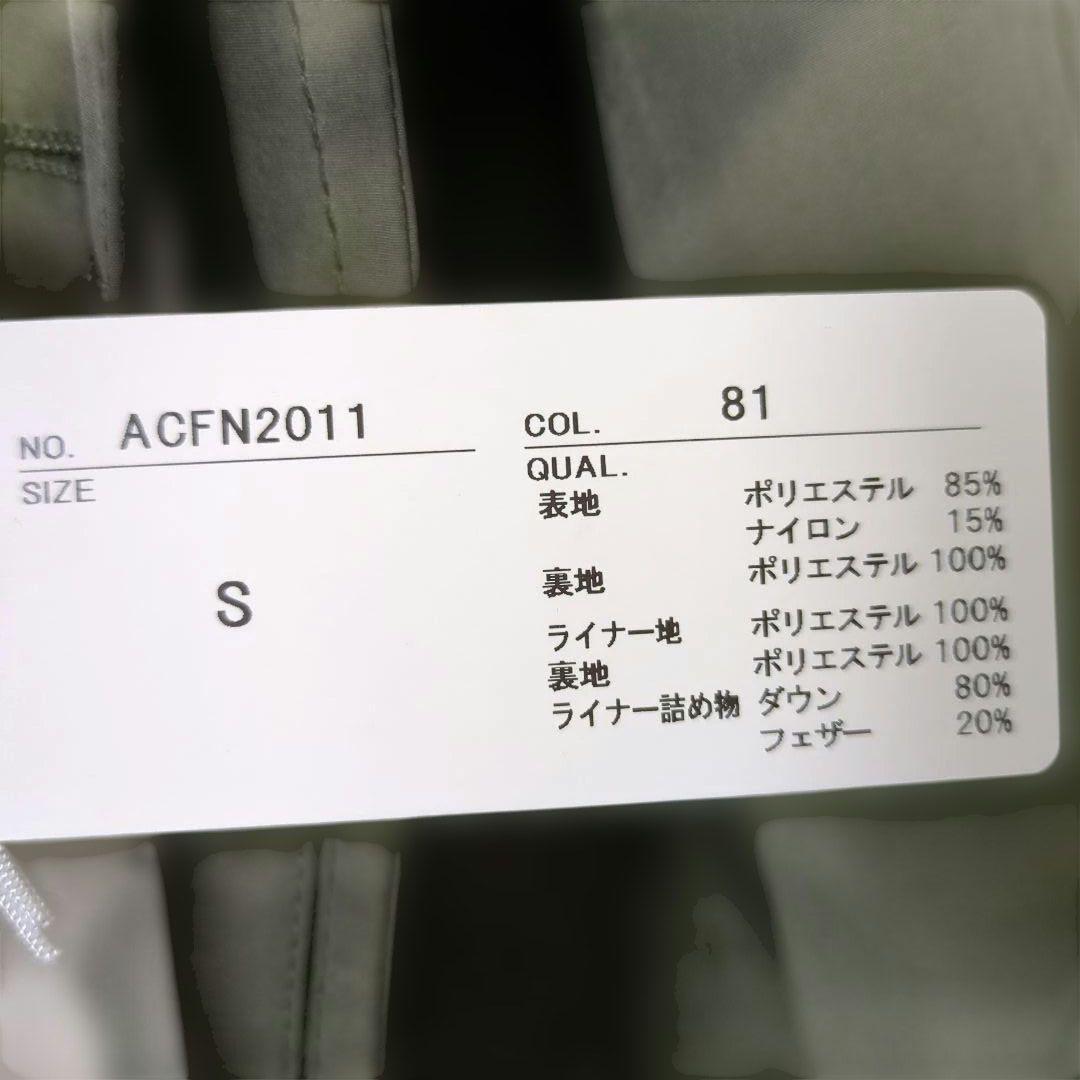 NO. ACFN2011
SIZE
S
COL. 81
QUAL.
表地 ポリエステル 85%
ナイロン 15%
裏地 ポリエステル 100%
ライナー地 ポリエステル 100%
裏地 ポリエステル 100%
ライナー詰め物 ダウン 80%
フェザー 20%